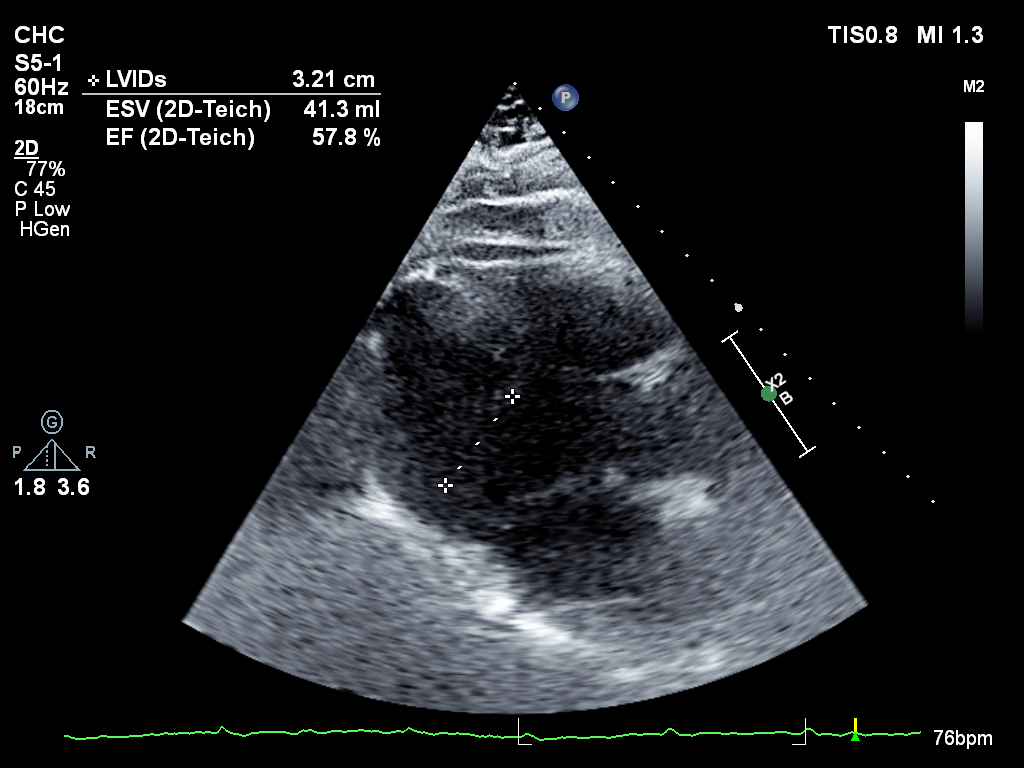 CHC
S5-1
60Hz
18cm
2D
77%
C 45
P Low
HGen
LVIDs 3.21 cm
ESV (2D-Teich) 41.3 ml
EF (2D-Teich) 57.8 %
P
TIS0.8 MI 1.3
M2
X2
B
G
P R
1.8 3.6
76bpm